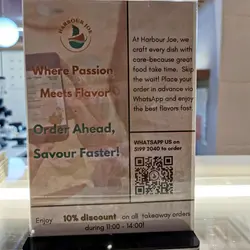 HARBOUR JOE
Where Passion
Meets Flavor
Order Ahead,
Savour Faster!
At Harbour Joe, we
craft every dish with
care-because great
food take time. Skip
the wait! Place your
order in advance via
WhatsApp and enjoy
the best flavors fast.
WHATSAPP US on
5199 2040 to order
Enjoy 10% discount on all takeaway orders
during 11:00 - 14:00!